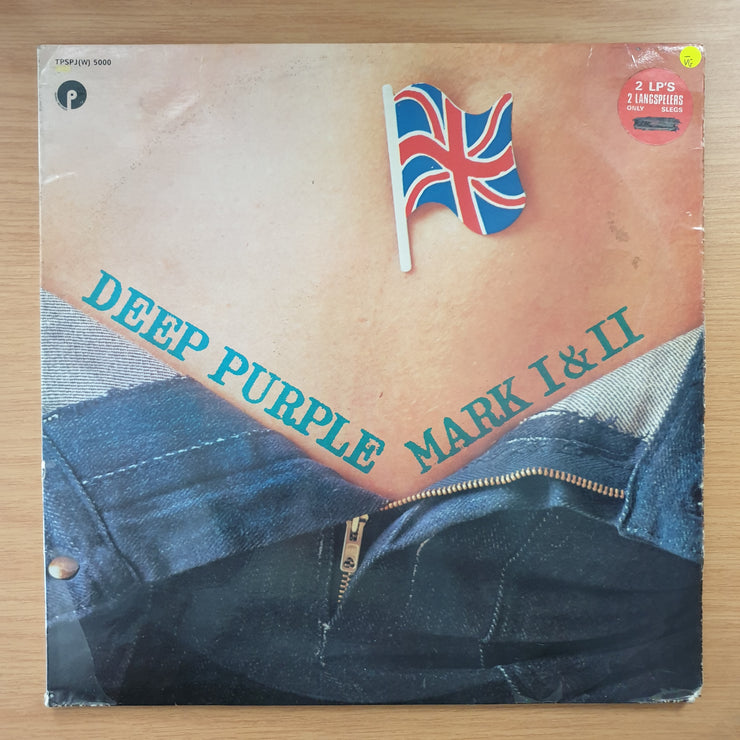 TPSPJ(W) 5000
P
2 LP'S
2 LANGSPELERS
ONLY SLEGS
DEEP PURPLE
MARK I & II